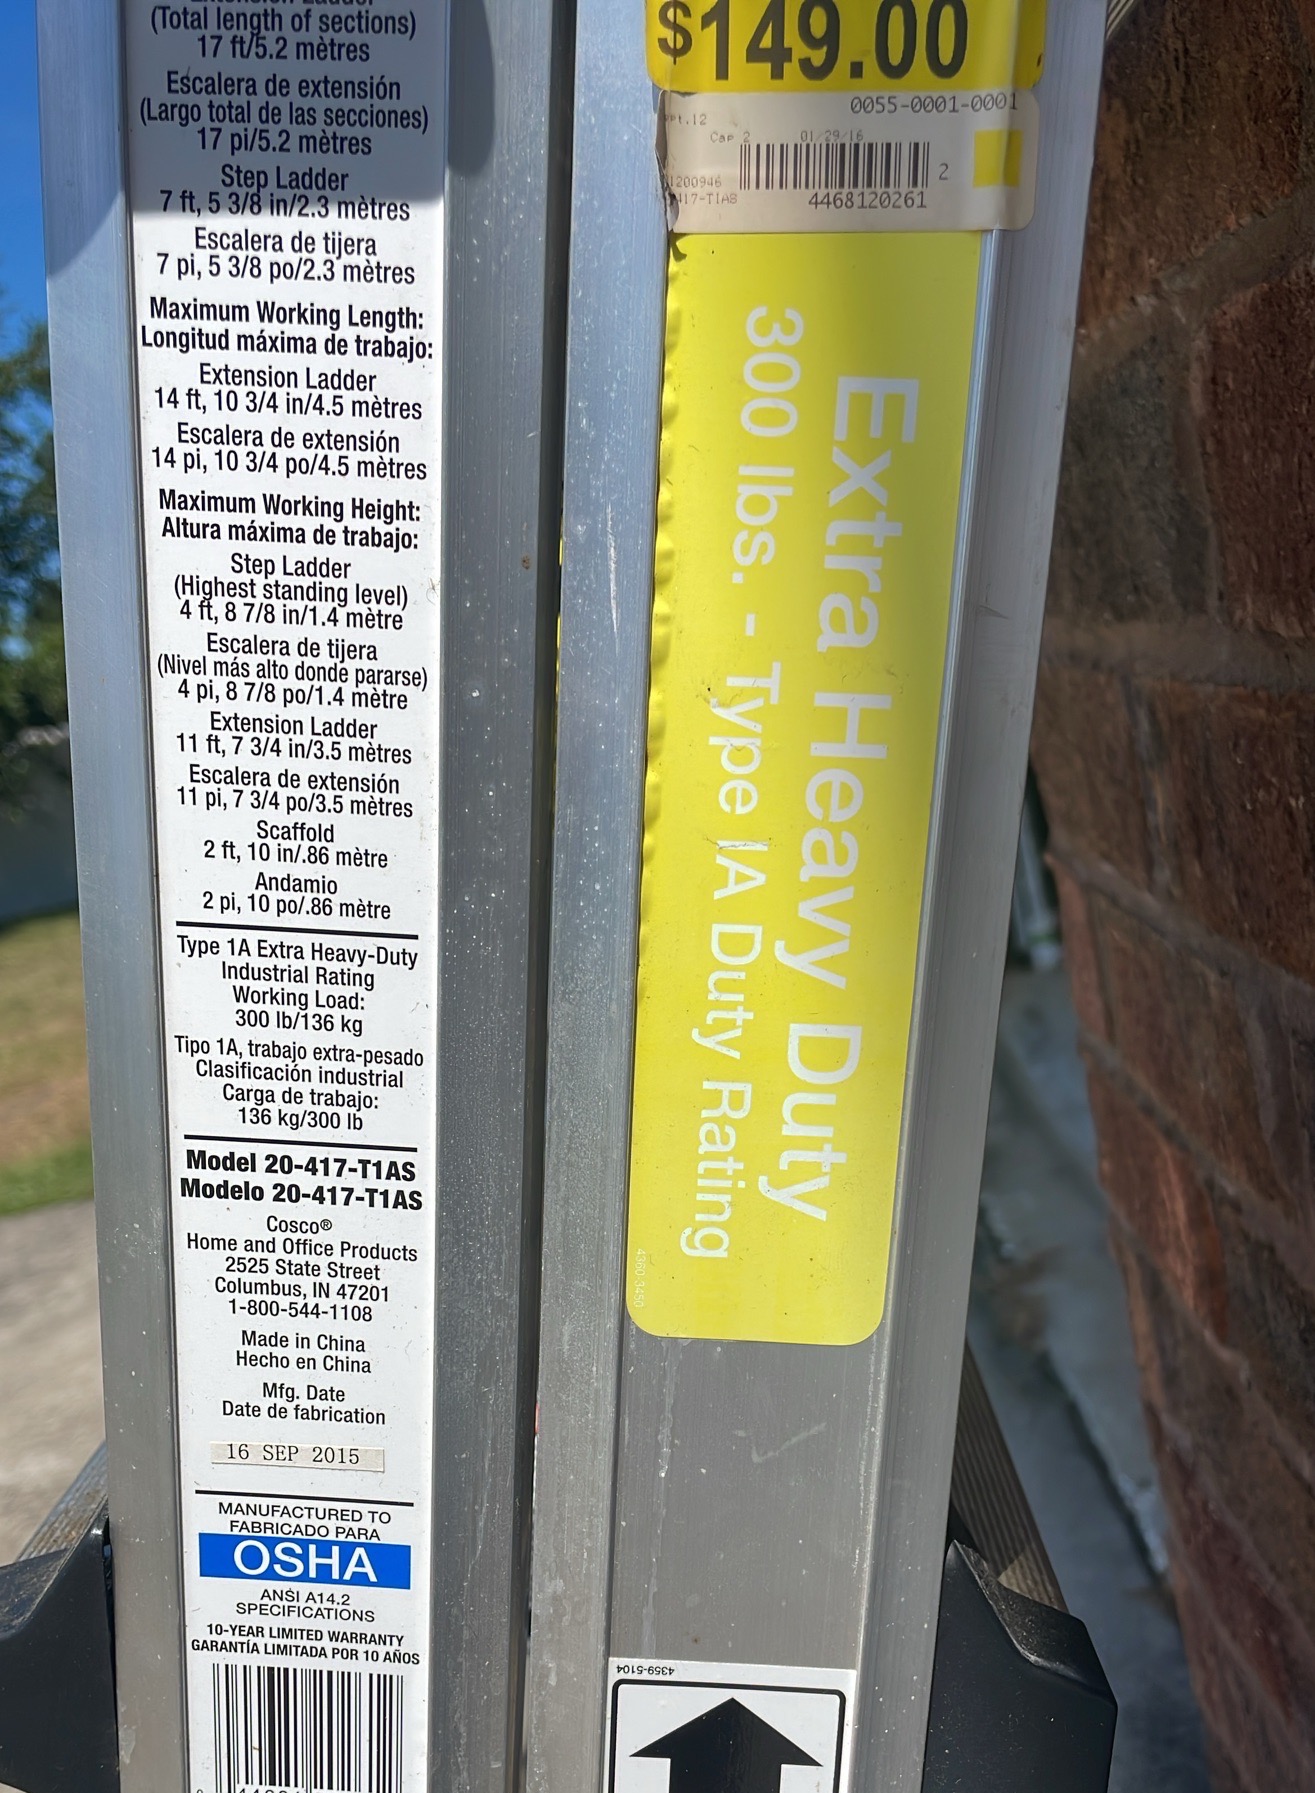 (Total length of sections)
17 ft/5.2 mètres
Escalera de extensión
(Largo total de las secciones)
17 pi/5.2 mètres
Step Ladder
7 ft, 5 3/8 in/2.3 mètres
Escalera de tijera
7 pi, 5 3/8 po/2.3 mètres
Maximum Working Length:
Longitud máxima de trabajo:
Extension Ladder
14 ft, 10 3/4 in/4.5 mètres
Escalera de extensión
14 pi, 10 3/4 po/4.5 mètres
Maximum Working Height:
Altura máxima de trabajo:
Step Ladder
(Highest standing level)
4 ft, 8 7/8 in/1.4 mètre
Escalera de tijera
(Nivel más alto donde pararse)
4 pi, 8 7/8 po/1.4 mètre
Extension Ladder
11 ft, 7 3/4 in/3.5 mètres
Escalera de extensión
11 pi, 7 3/4 po/3.5 mètres
Scaffold
2 ft, 10 in/.86 mètre
Andamio
2 pi, 10 po/.86 mètre
Type 1A Extra Heavy-Duty
Industrial Rating
Working Load:
300 lb/136 kg
Tipo 1A, trabajo extra-pesado
Clasificación industrial
Carga de trabajo:
136 kg/300 lb
Model 20-417-T1AS
Modelo 20-417-T1AS
Cosco®
Home and Office Products
2525 State Street
Columbus, IN 47201
1-800-544-1108
Made in China
Hecho en China
Mfg. Date
Date de fabrication
16 SEP 2015
MANUFACTURED TO
FABRICADO PARA
OSHA
ANSI A14.2
SPECIFICATIONS
10-YEAR LIMITED WARRANTY
GARANTÍA LIMITADA POR 10 AÑOS
$149.00
0055-0001-0001
Cap 2 01/29/16
2
4468120261
Extra Heavy Duty
300 lbs. - Type IA Duty Rating
4360-3450
4359-5104